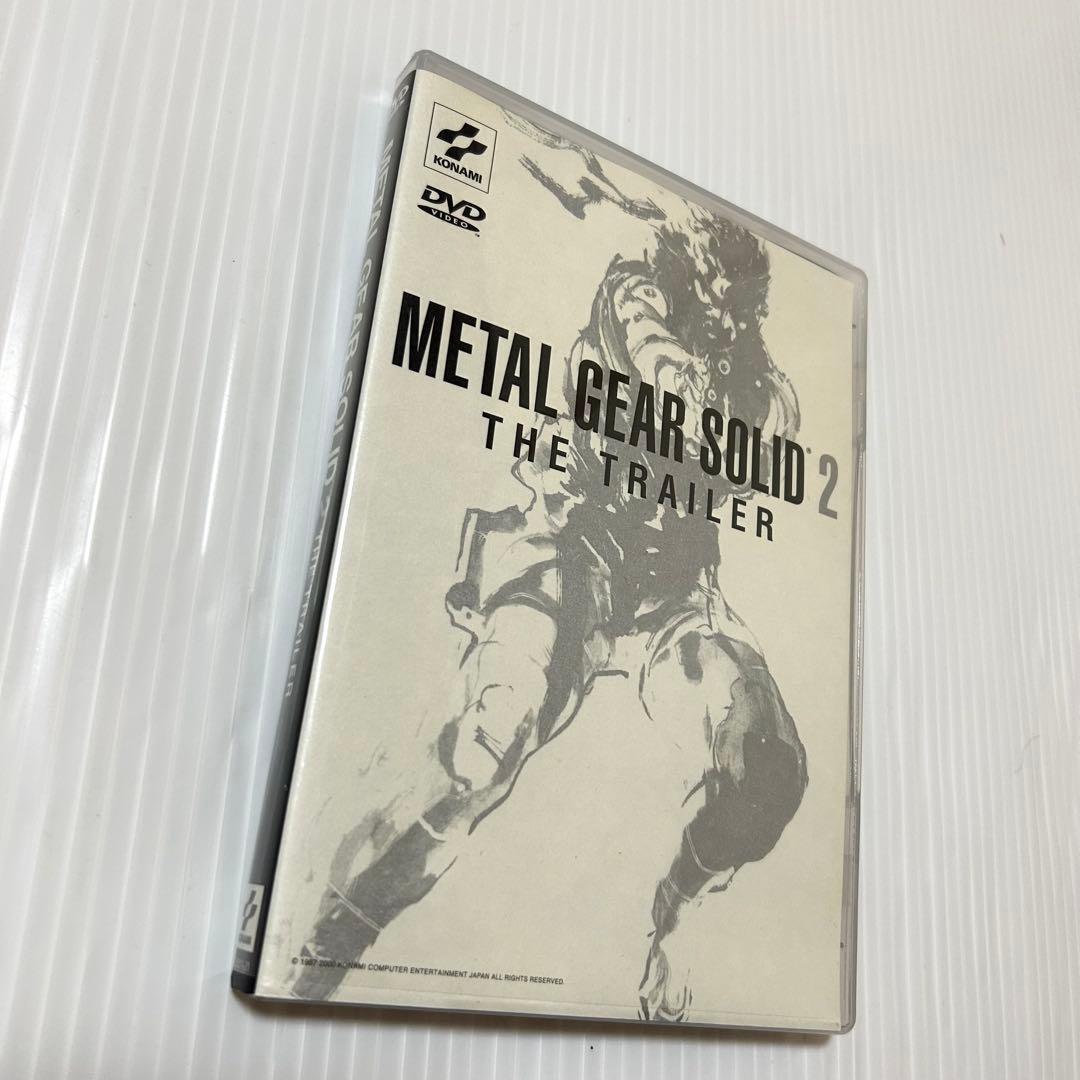 KONAMI
DVD
VIDEO
METAL GEAR SOLID® 2
THE TRAILER
© 1987 2000 KONAMI COMPUTER ENTERTAINMENT JAPAN ALL RIGHTS RESERVED.
METAL GEAR SOLID 2 THE TRAILER
KONAMI